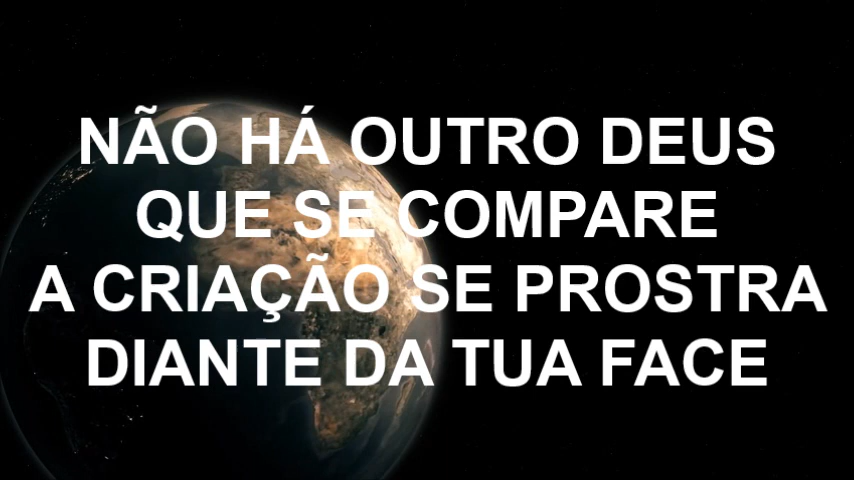 NÃO HÁ OUTRO DEUS
QUE SE COMPARE
A CRIAÇÃO SE PROSTRA
DIANTE DA TUA FACE